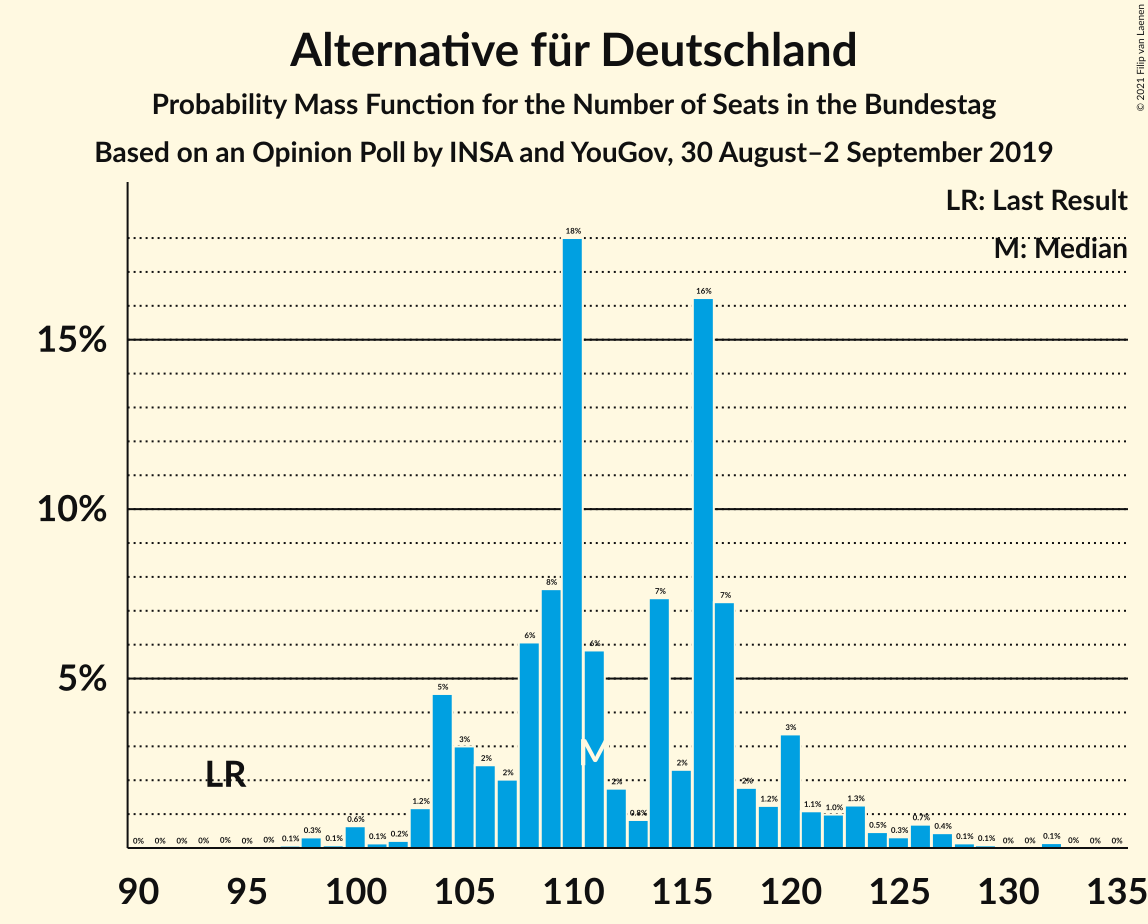 Alternative für Deutschland
Probability Mass Function for the Number of Seats in the Bundestag
Based on an Opinion Poll by INSA and YouGov, 30 August–2 September 2019
© 2021 Filip van Laenen
LR: Last Result
M: Median
15%
10%
5%
0% 0% 0% 0% 0% 0% 0% 0.1% 0.3% 0.1% 0.6% 0.1% 0.2% 1.2% 5% 3% 2% 2% 6% 8% 18% 6% 2% 0.8% 7% 2% 16% 7% 2% 1.2% 3% 1.1% 1.0% 1.3% 0.5% 0.3% 0.7% 0.4% 0.1% 0.1% 0% 0% 0.1% 0% 0% 0%
LR
M
90 95 100 105 110 115 120 125 130 135